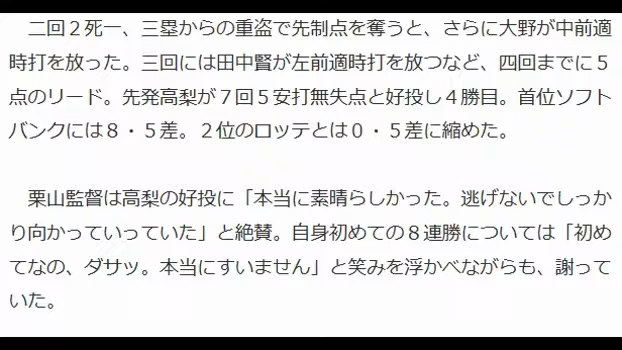 二回２死一、三塁からの重盗で先制点を奪うと、さらに大野が中前適
時打を放った。三回には田中賢が左前適時打を放つなど、四回までに５
点のリード。先発高梨が７回５安打無失点と好投し４勝目。首位ソフト
バンクには８・５差。２位のロッテとは０・５差に縮めた。
栗山監督は高梨の好投に「本当に素晴らしかった。逃げないでしっか
り向かっていっていた」と絶賛。自身初めての８連勝については「初め
てなの、ダサッ。本当にすいません」と笑みを浮かべながらも、謝って
いた。